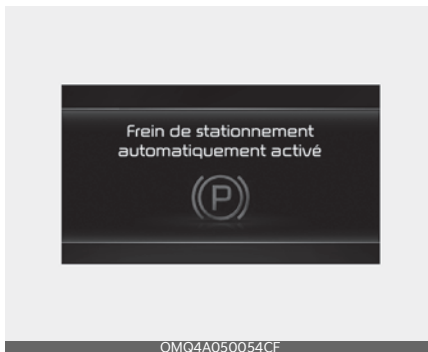 Frein de stationnement
automatiquement activé
P
OMQ4A050054CF